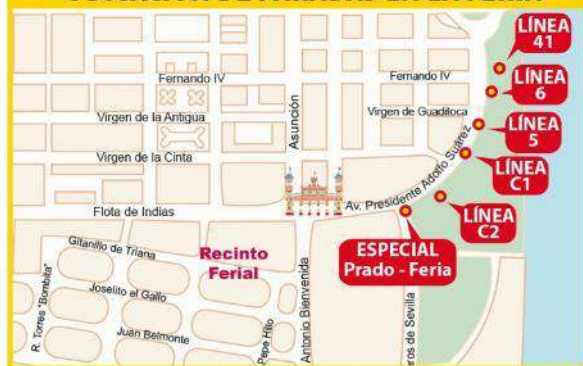 LÍNEA
41
Fernando IV
Fernando IV
LÍNEA
6
Virgen de la Antigua
Asunción
Virgen de Guadiloca
LÍNEA
5
Virgen de la Cinta
LÍNEA
C1
Av. Presidente Adolfo Suárez
Flota de Indias
LÍNEA
C2
Gitanillo de Triana
Recinto
Ferial
ESPECIAL
Prado - Feria
R. Torres "Bombita"
Joselito el Gallo
Juan Belmonte
Pepe Hillo
Antonio Bienvenida
eros de Sevilla